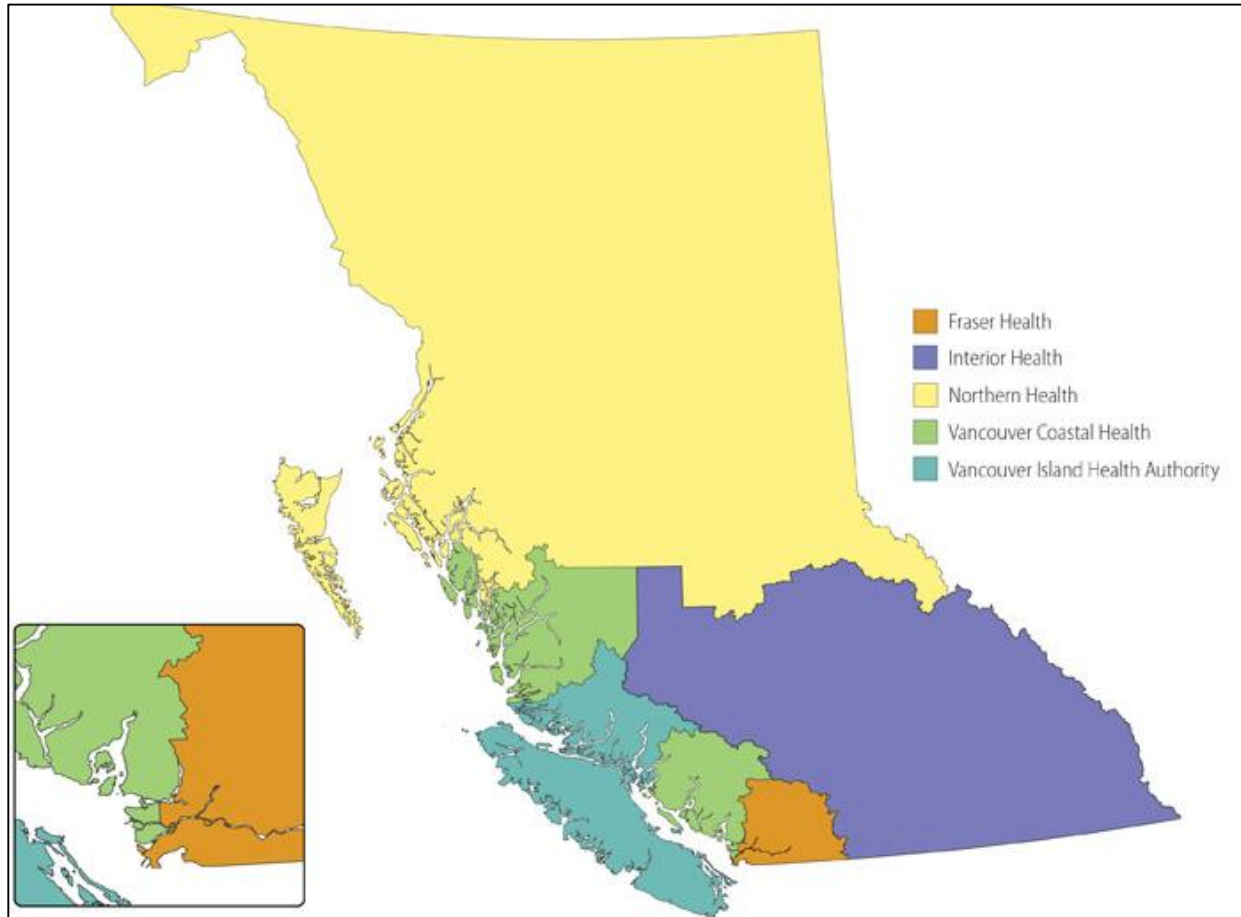 Fraser Health
Interior Health
Northern Health
Vancouver Coastal Health
Vancouver Island Health Authority